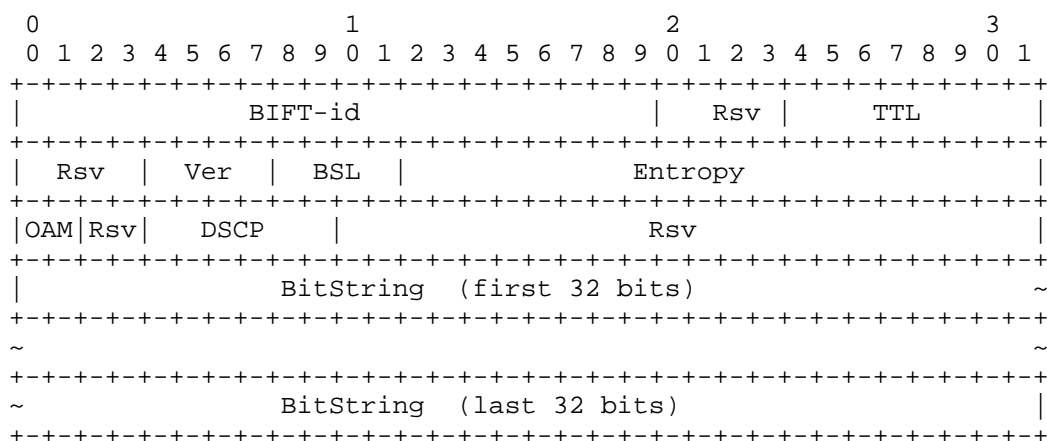 0                   1                   2                   3
 0 1 2 3 4 5 6 7 8 9 0 1 2 3 4 5 6 7 8 9 0 1 2 3 4 5 6 7 8 9 0 1
+-+-+-+-+-+-+-+-+-+-+-+-+-+-+-+-+-+-+-+-+-+-+-+-+-+-+-+-+-+-+-+-+
|              BIFT-id                  |  Rsv  |     TTL       |
+-+-+-+-+-+-+-+-+-+-+-+-+-+-+-+-+-+-+-+-+-+-+-+-+-+-+-+-+-+-+-+-+
|  Rsv  |  Ver  |  BSL  |              Entropy                  |
+-+-+-+-+-+-+-+-+-+-+-+-+-+-+-+-+-+-+-+-+-+-+-+-+-+-+-+-+-+-+-+-+
|OAM|Rsv|   DSCP    |                   Rsv                     |
+-+-+-+-+-+-+-+-+-+-+-+-+-+-+-+-+-+-+-+-+-+-+-+-+-+-+-+-+-+-+-+-+
|                BitString  (first 32 bits)                     ~
+-+-+-+-+-+-+-+-+-+-+-+-+-+-+-+-+-+-+-+-+-+-+-+-+-+-+-+-+-+-+-+-+
~                                                               ~
+-+-+-+-+-+-+-+-+-+-+-+-+-+-+-+-+-+-+-+-+-+-+-+-+-+-+-+-+-+-+-+-+
~                BitString  (last 32 bits)                      |
+-+-+-+-+-+-+-+-+-+-+-+-+-+-+-+-+-+-+-+-+-+-+-+-+-+-+-+-+-+-+-+-+